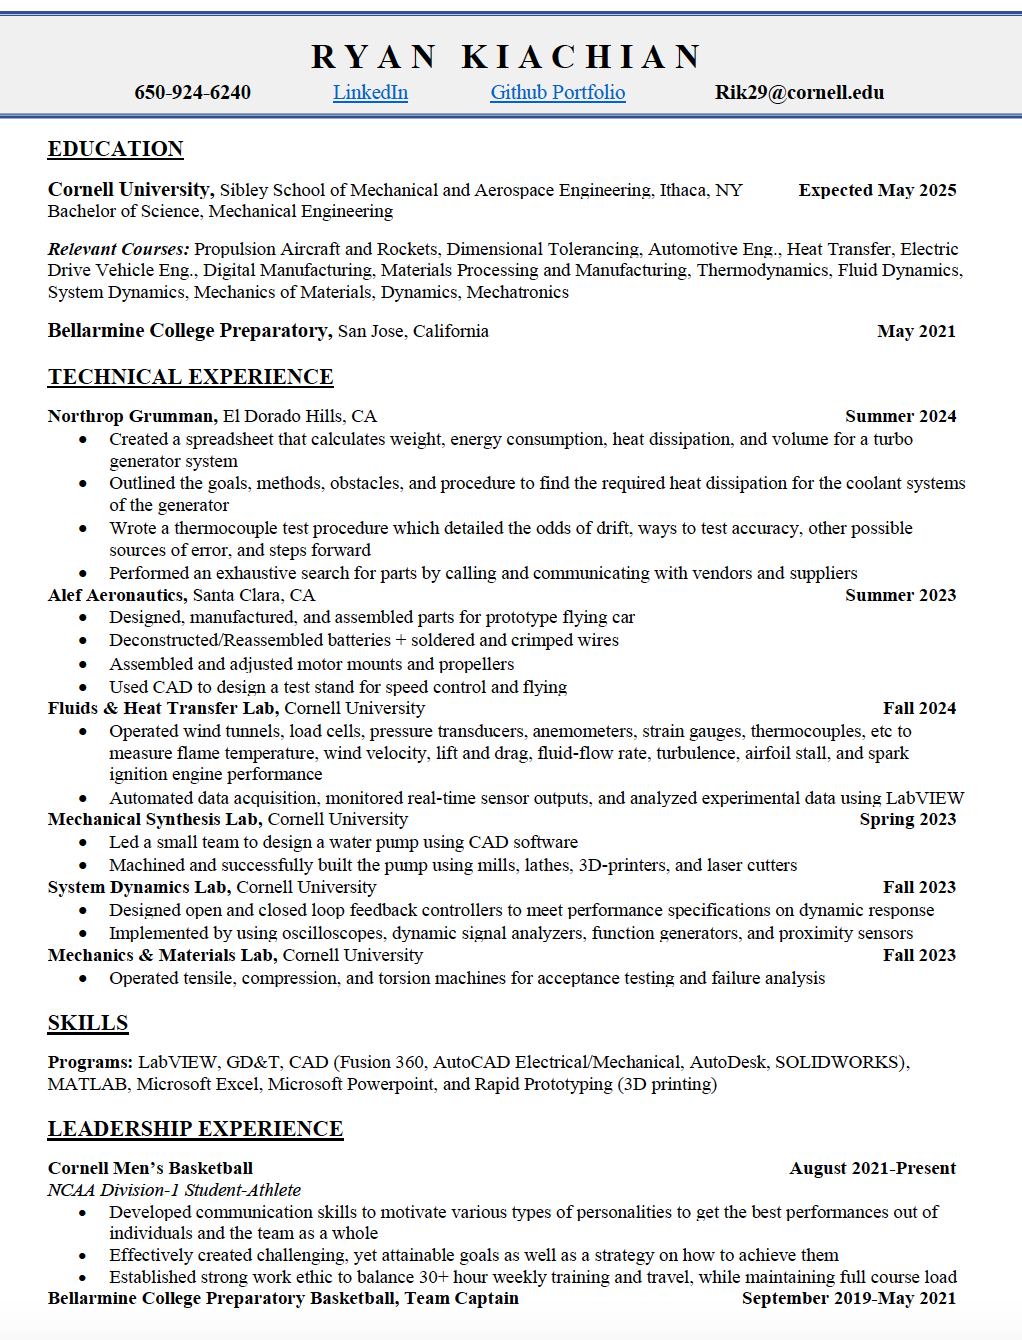 RYAN KIACHIAN
650-924-6240 LinkedIn Github Portfolio Rik29@cornell.edu
EDUCATION
Cornell University, Sibley School of Mechanical and Aerospace Engineering, Ithaca, NY Expected May 2025
Bachelor of Science, Mechanical Engineering
Relevant Courses: Propulsion Aircraft and Rockets, Dimensional Tolerancing, Automotive Eng., Heat Transfer, Electric
Drive Vehicle Eng., Digital Manufacturing, Materials Processing and Manufacturing, Thermodynamics, Fluid Dynamics,
System Dynamics, Mechanics of Materials, Dynamics, Mechatronics
Bellarmine College Preparatory, San Jose, California May 2021
TECHNICAL EXPERIENCE
Northrop Grumman, El Dorado Hills, CA Summer 2024
• Created a spreadsheet that calculates weight, energy consumption, heat dissipation, and volume for a turbo
generator system
• Outlined the goals, methods, obstacles, and procedure to find the required heat dissipation for the coolant systems
of the generator
• Wrote a thermocouple test procedure which detailed the odds of drift, ways to test accuracy, other possible
sources of error, and steps forward
• Performed an exhaustive search for parts by calling and communicating with vendors and suppliers
Alef Aeronautics, Santa Clara, CA Summer 2023
• Designed, manufactured, and assembled parts for prototype flying car
• Deconstructed/Reassembled batteries + soldered and crimped wires
• Assembled and adjusted motor mounts and propellers
• Used CAD to design a test stand for speed control and flying
Fluids & Heat Transfer Lab, Cornell University Fall 2024
• Operated wind tunnels, load cells, pressure transducers, anemometers, strain gauges, thermocouples, etc to
measure flame temperature, wind velocity, lift and drag, fluid-flow rate, turbulence, airfoil stall, and spark
ignition engine performance
• Automated data acquisition, monitored real-time sensor outputs, and analyzed experimental data using LabVIEW
Mechanical Synthesis Lab, Cornell University Spring 2023
• Led a small team to design a water pump using CAD software
• Machined and successfully built the pump using mills, lathes, 3D-printers, and laser cutters
System Dynamics Lab, Cornell University Fall 2023
• Designed open and closed loop feedback controllers to meet performance specifications on dynamic response
• Implemented by using oscilloscopes, dynamic signal analyzers, function generators, and proximity sensors
Mechanics & Materials Lab, Cornell University Fall 2023
• Operated tensile, compression, and torsion machines for acceptance testing and failure analysis
SKILLS
Programs: LabVIEW, GD&T, CAD (Fusion 360, AutoCAD Electrical/Mechanical, AutoDesk, SOLIDWORKS),
MATLAB, Microsoft Excel, Microsoft Powerpoint, and Rapid Prototyping (3D printing)
LEADERSHIP EXPERIENCE
Cornell Men's Basketball August 2021-Present
NCAA Division-1 Student-Athlete
• Developed communication skills to motivate various types of personalities to get the best performances out of
individuals and the team as a whole
• Effectively created challenging, yet attainable goals as well as a strategy on how to achieve them
• Established strong work ethic to balance 30+ hour weekly training and travel, while maintaining full course load
Bellarmine College Preparatory Basketball, Team Captain September 2019-May 2021